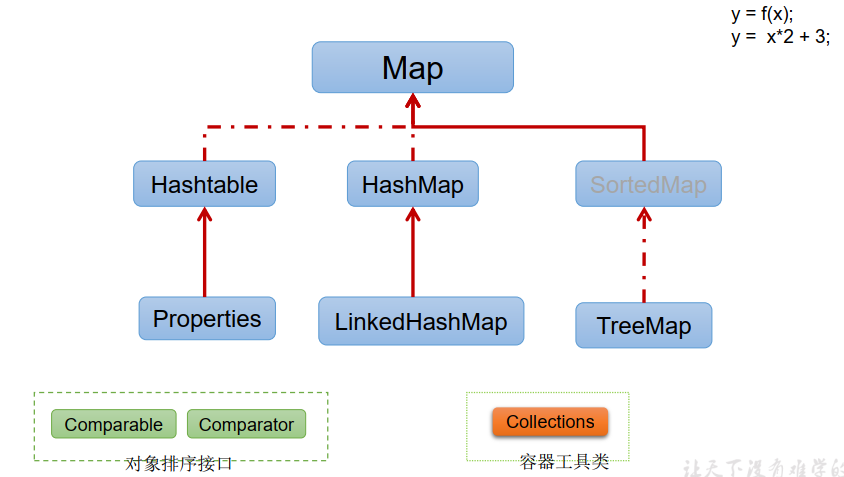 y = f(x);
y = x*2 + 3;
Map
Hashtable
HashMap
SortedMap
Properties
LinkedHashMap
TreeMap
Comparable
Comparator
对象排序接口
Collections
容器工具类
让天下没有难学的